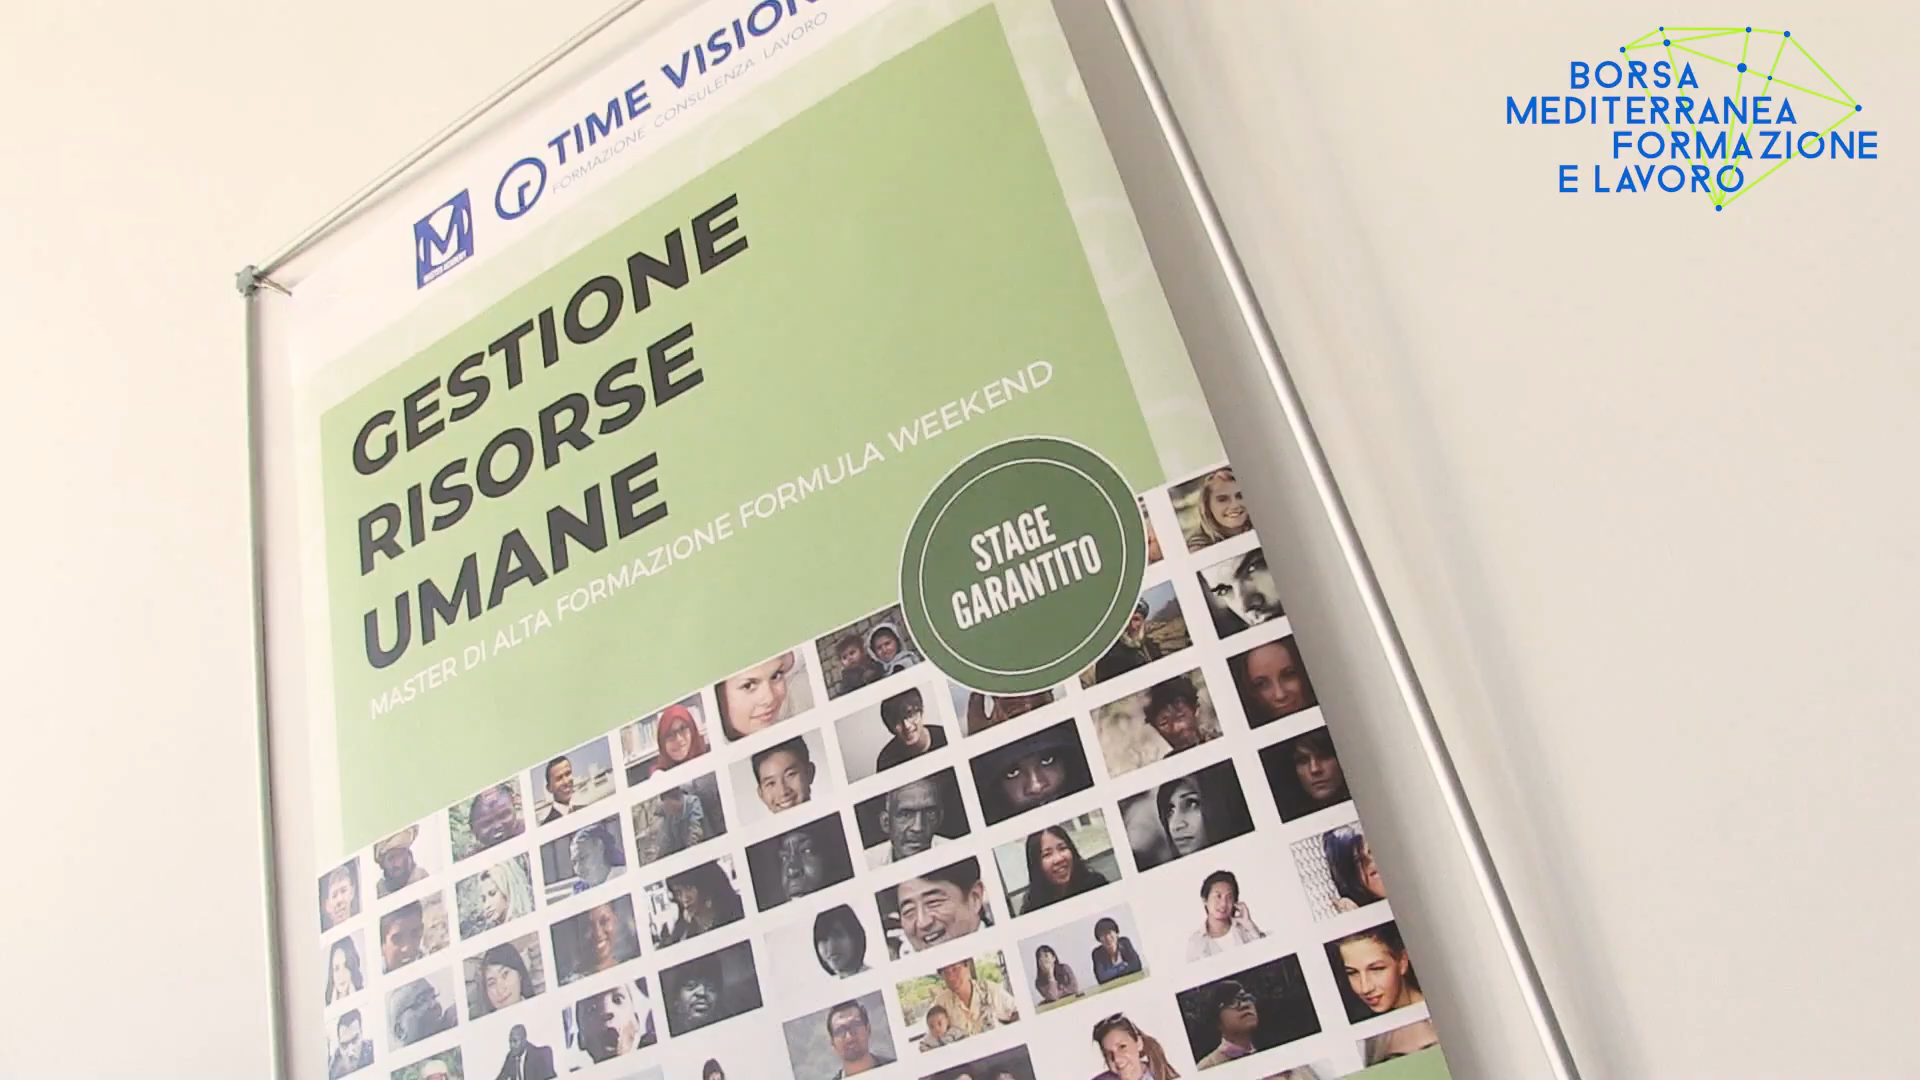 TIME VISION
FORMAZIONE CONSULENZA LAVORO
M
GESTIONE
RISORSE
UMANE
MASTER DI ALTA FORMAZIONE FORMULA WEEKEND
STAGE
GARANTITO
BORSA
MEDITERRANEA
FORMAZIONE
E LAVORO